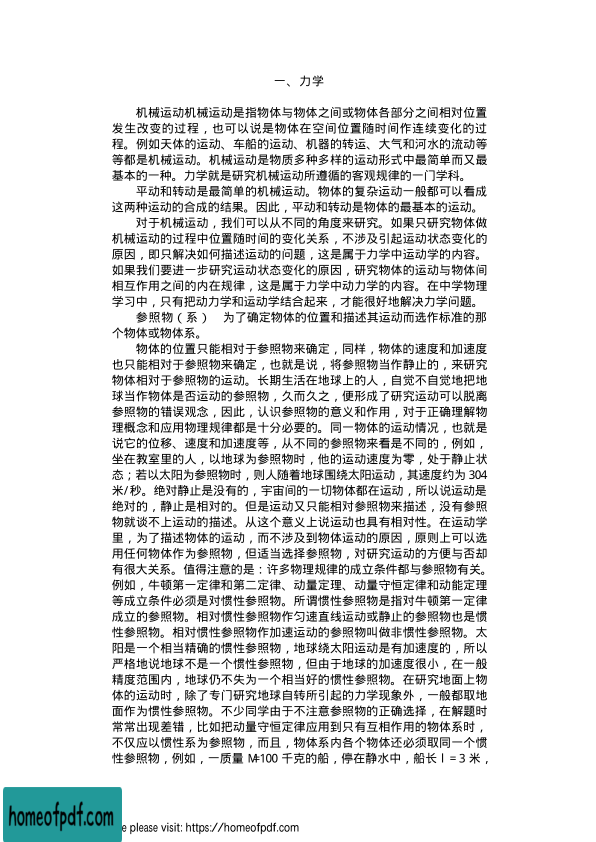 一、力学
机械运动机械运动是指物体与物体之间或物体各部分之间相对位置
发生改变的过程，也可以说是物体在空间位置随时间作连续变化的过
程。例如天体的运动、车船的运动、机器的转运、大气和河水的流动等
等都是机械运动。机械运动是物质多种多样的运动形式中最简单而又最
基本的一种。力学就是研究机械运动所遵循的客观规律的一门学科。
平动和转动是最简单的机械运动。物体的复杂运动一般都可以看成
这两种运动的合成的结果。因此，平动和转动是物体的最基本的运动。
对于机械运动，我们可以从不同的角度来研究。如果只研究物体做
机械运动的过程中位置随时间的变化关系，不涉及引起运动状态变化的
原因，即只解决如何描述运动的问题，这是属于力学中运动学的内容。
如果我们要进一步研究运动状态变化的原因，研究物体的运动与物体间
相互作用之间的内在规律，这是属于力学中动力学的内容。在中学物理
学习中，只有把动力学和运动学结合起来，才能很好地解决力学问题。
参照物（系） 为了确定物体的位置和描述其运动而选作标准的那
个物体或物体系。
物体的位置只能相对于参照物来确定，同样，物体的速度和加速度
也只能相对于参照物来确定，也就是说，将参照物当作静止的，来研究
物体相对于参照物的运动。长期生活在地球上的人，自觉不自觉地把地
球当作物体是否运动的参照物，久而久之，便形成了研究运动可以脱离
参照物的错误观念，因此，认识参照物的意义和作用，对于正确理解物
理概念和应用物理规律都是十分必要的。同一物体的运动情况，也就是
说它的位移、速度和加速度等，从不同的参照物来看是不同的，例如，
坐在教室里的人，以地球为参照物时，他的运动速度为零，处于静止状
态；若以太阳为参照物时，则人随着地球围绕太阳运动，其速度约为 304
米/秒。绝对静止是没有的，宇宙间的一切物体都在运动，所以说运动是
绝对的，静止是相对的。但是运动又只能相对参照物来描述，没有参照
物就谈不上运动的描述。从这个意义上说运动也具有相对性。在运动学
里，为了描述物体的运动，而不涉及到物体运动的原因，原则上可以选
用任何物体作为参照物，但适当选择参照物，对研究运动的方便与否却
有很大关系。值得注意的是：许多物理规律的成立条件都与参照物有关。
例如，牛顿第一定律和第二定律、动量定理、动量守恒定律和动能定理
等成立条件必须是对惯性参照物。所谓惯性参照物是指对牛顿第一定律
成立的参照物。相对惯性参照物作匀速直线运动或静止的参照物也是惯
性参照物。相对惯性参照物作加速运动的参照物叫做非惯性参照物。太
阳是一个相当精确的惯性参照物，地球绕太阳运动是有加速度的，所以
严格地说地球不是一个惯性参照物，但由于地球的加速度很小，在一般
精度范围内，地球仍不失为一个相当好的惯性参照物。在研究地面上物
体的运动时，除了专门研究地球自转所引起的力学现象外，一般都取地
面作为惯性参照物。不少同学由于不注意参照物的正确选择，在解题时
常常出现差错，比如把动量守恒定律应用到只有互相作用的物体系时，
不仅应以惯性系为参照物，而且，物体系内各个物体还必须取同一个惯
性参照物，例如，一质量 M=100 千克的船，停在静水中，船长 l = 3 米，
homeofpdf.com
e please visit: https://homeofpdf.com